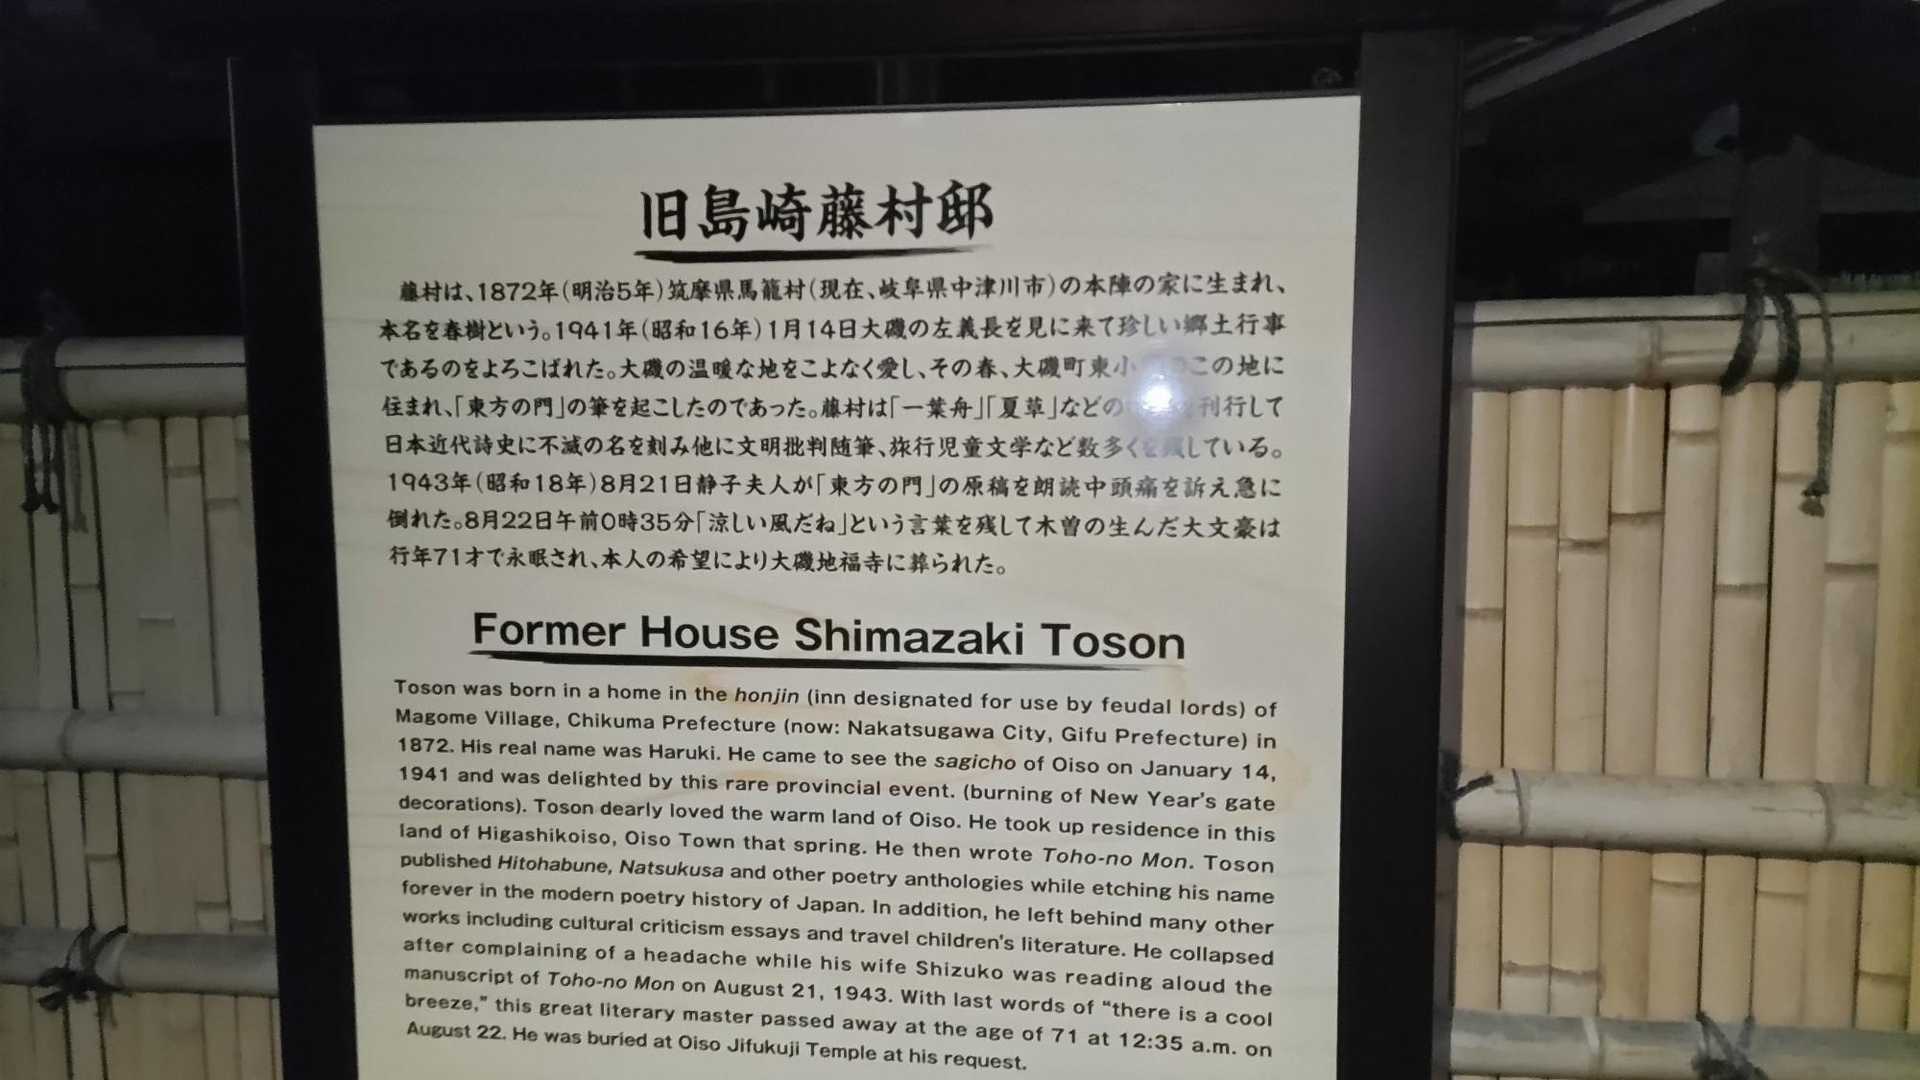 旧島崎藤村邸
藤村は、1872年(明治5年)筑摩県馬籠村(現在、岐阜県中津川市)の本陣の家に生まれ、
本名を春樹という。1941年(昭和16年)1月14日大磯の左義長を見に来て珍しい郷土行事
であるのをよろこばれた。大磯の温暖な地をこよなく愛し、その春、大磯町東小 この地に
住まれ、「東方の門」の筆を起こしたのであった。藤村は「一葉舟」「夏草」などの 刊行して
日本近代詩史に不滅の名を刻み他に文明批判随筆、旅行児童文学など数多くを残している。
1943年(昭和18年)8月21日静子夫人が「東方の門」の原稿を朗読中頭痛を訴え急に
倒れた。8月22日午前0時35分「涼しい風だね」という言葉を残して木曽の生んだ大文豪は
行年71才で永眠され、本人の希望により大磯地福寺に葬られた。
Former House Shimazaki Toson
Toson was born in a home in the honjin (inn designated for use by feudal lords) of
Magome Village, Chikuma Prefecture (now: Nakatsugawa City, Gifu Prefecture) in
1872. His real name was Haruki. He came to see the sagicho of Oiso on January 14,
1941 and was delighted by this rare provincial event. (burning of New Year's gate
decorations). Toson dearly loved the warm land of Oiso. He took up residence in this
land of Higashikoiso, Oiso Town that spring. He then wrote Toho-no Mon. Toson
published Hitohabune, Natsukusa and other poetry anthologies while etching his name
forever in the modern poetry history of Japan. In addition, he left behind many other
works including cultural criticism essays and travel children's literature. He collapsed
after complaining of a headache while his wife Shizuko was reading aloud the
manuscript of Toho-no Mon on August 21, 1943. With last words of “there is a cool
breeze,” this great literary master passed away at the age of 71 at 12:35 a.m. on
August 22. He was buried at Oiso Jifukuji Temple at his request.